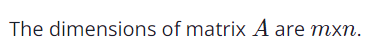 The dimensions of matrix A are mxn.